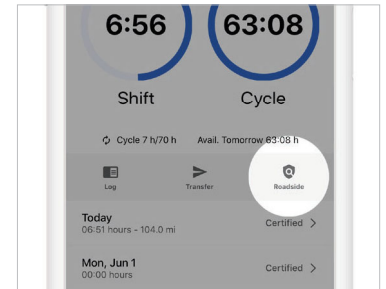 6:56 63:08
Shift Cycle
Cycle 7 h/70 h Avail. Tomorrow 63:08 h
Log Transfer Roadside
Today
06:51 hours - 104.0 mi Certified
Mon, Jun 1
00:00 hours Certified